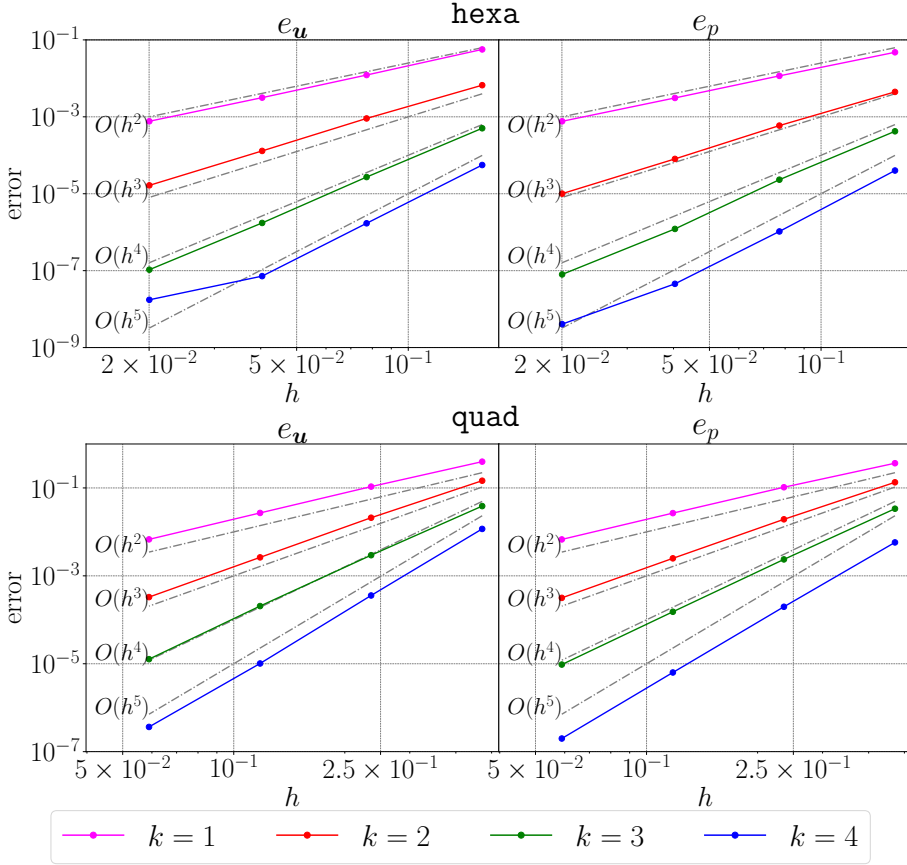 hexa
e_u e_p
10^{-1}
O(h^2) O(h^2)
10^{-3}
O(h^3) O(h^3)
error
10^{-5}
O(h^4) O(h^4)
10^{-7}
O(h^5) O(h^5)
10^{-9}
2 × 10^{-2} 5 × 10^{-2} 10^{-1} 2 × 10^{-2} 5 × 10^{-2} 10^{-1}
h h
quad
e_u e_p
10^{-1}
O(h^2) O(h^2)
10^{-3}
O(h^3) O(h^3)
error
O(h^4) O(h^4)
10^{-5}
O(h^5) O(h^5)
10^{-7}
5 × 10^{-2} 10^{-1} 2.5 × 10^{-1} 5 × 10^{-2} 10^{-1} 2.5 × 10^{-1}
h h
k = 1 k = 2 k = 3 k = 4